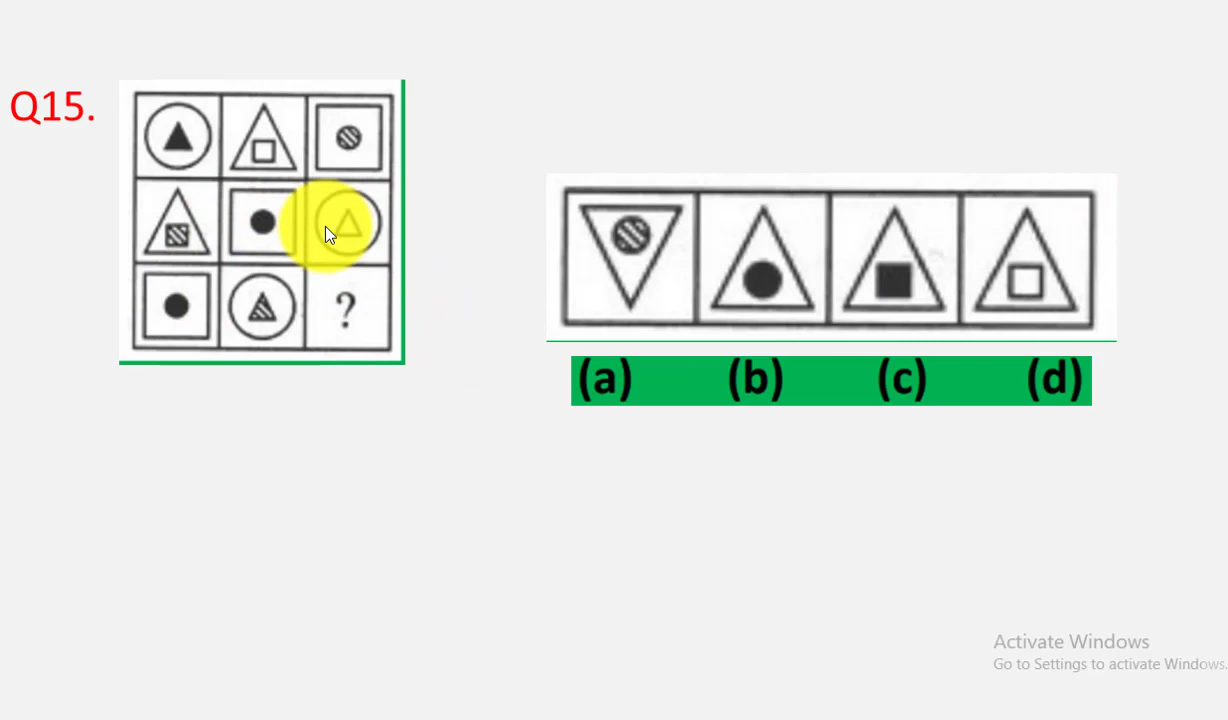 Q15.
?
(a) (b) (c) (d)
Activate Windows
Go to Settings to activate Windows.